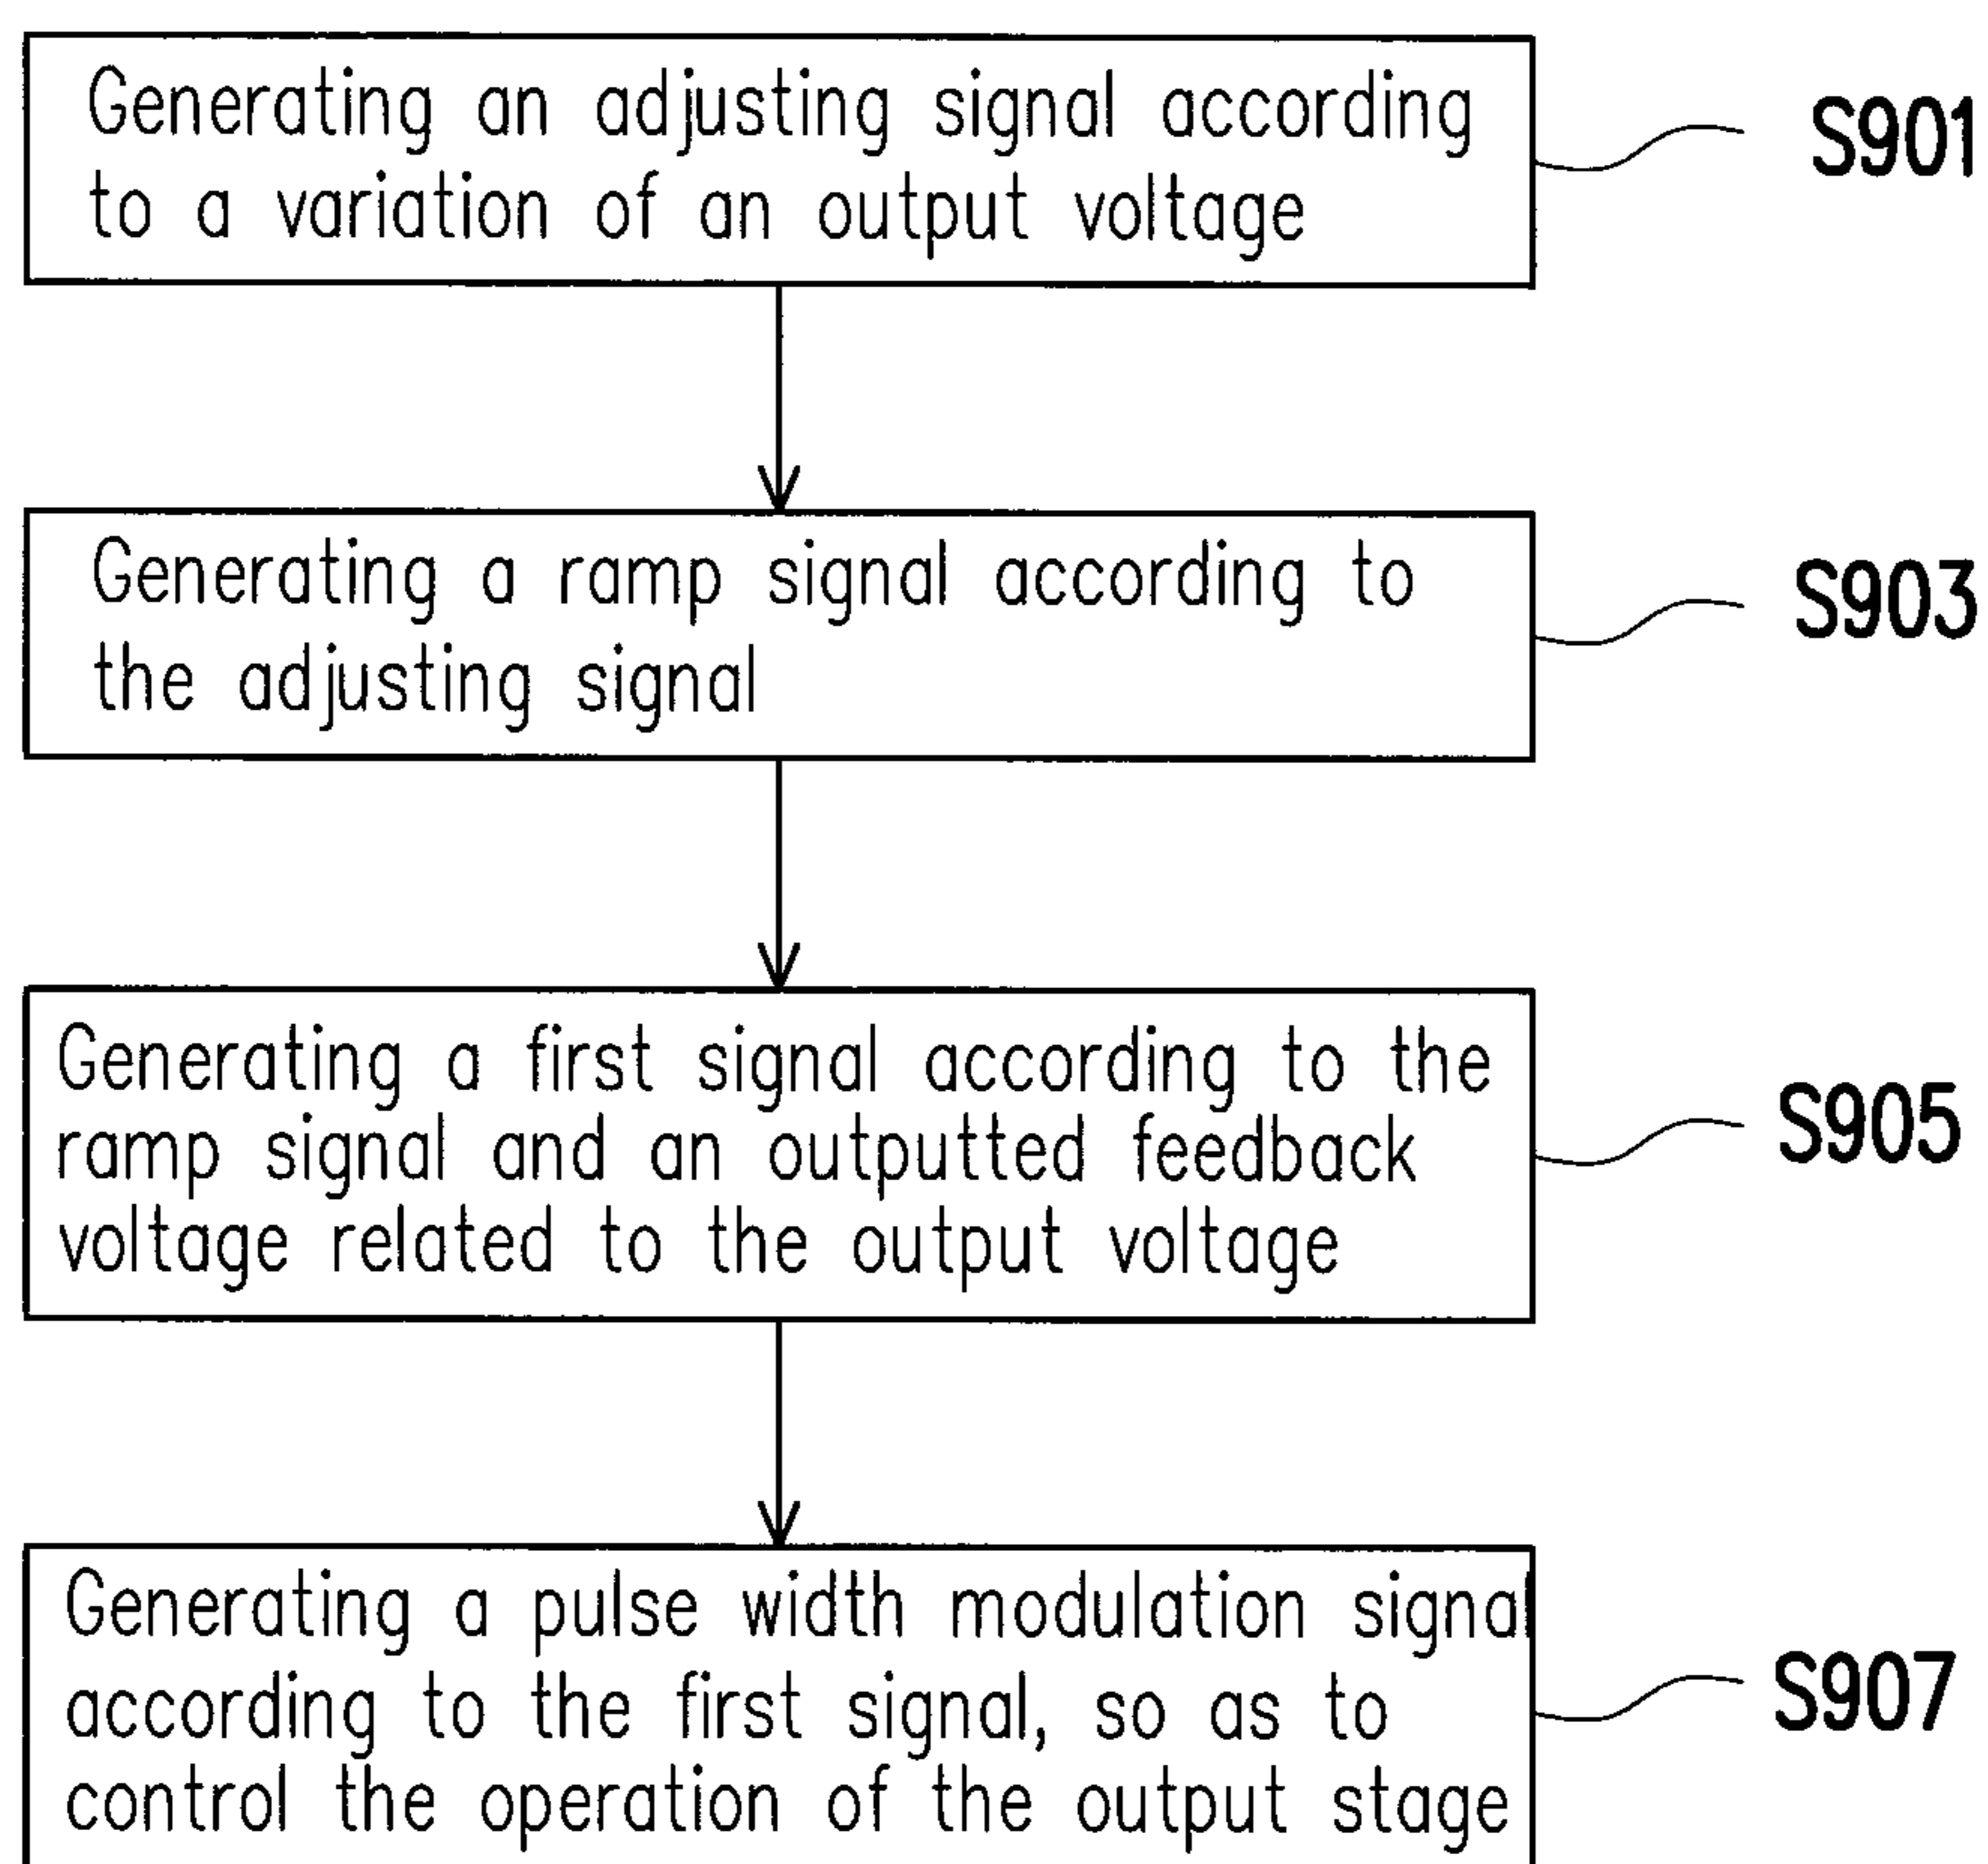 Generating an adjusting signal according
to a variation of an output voltage
S901
Generating a ramp signal according to
the adjusting signal
S903
Generating a first signal according to the
ramp signal and an outputted feedback
voltage related to the output voltage
S905
Generating a pulse width modulation signal
according to the first signal, so as to
control the operation of the output stage
S907